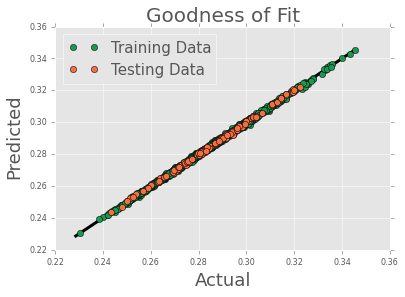 Goodness of Fit
0.36
0.34
0.32
0.30
0.28
0.26
0.24
0.22
Predicted
Training Data
Testing Data
0.22 0.24 0.26 0.28 0.30 0.32 0.34 0.36
Actual